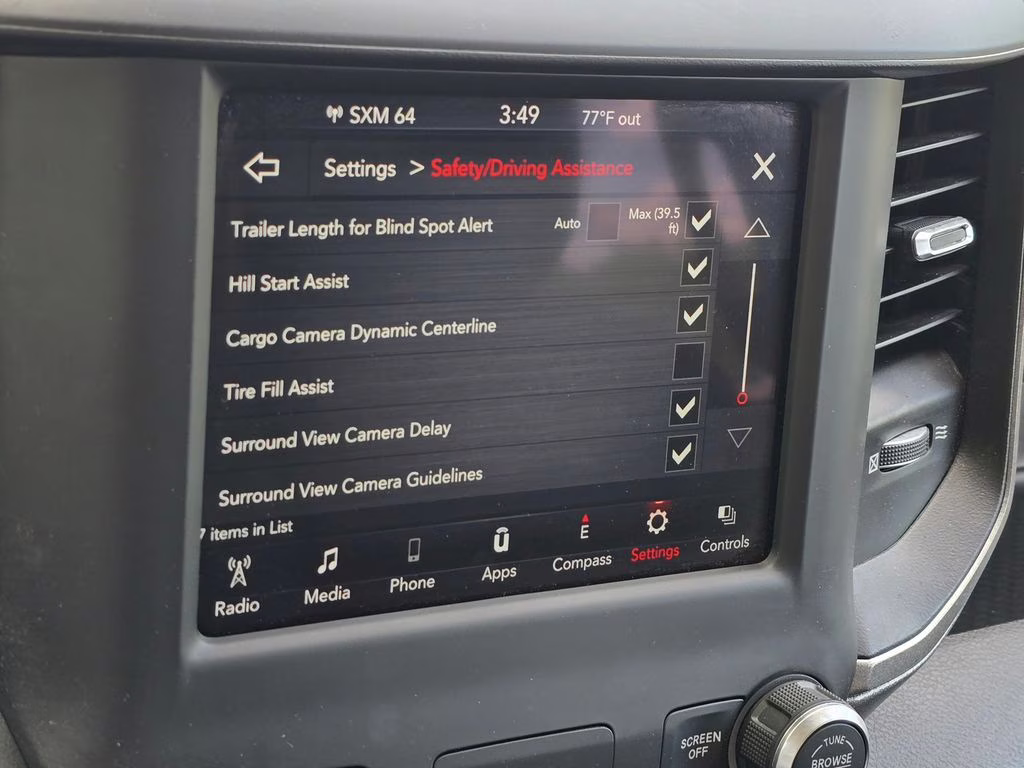 SXM 64 3:49 77°F out
Settings > Safety/Driving Assistance
Trailer Length for Blind Spot Alert Auto Max (39.5
ft)
Hill Start Assist
Cargo Camera Dynamic Centerline
Tire Fill Assist
Surround View Camera Delay
Surround View Camera Guidelines
7 items in List
E
Radio Media Phone Apps Compass Settings Controls
SCREEN
OFF
TUNE
BROWSE